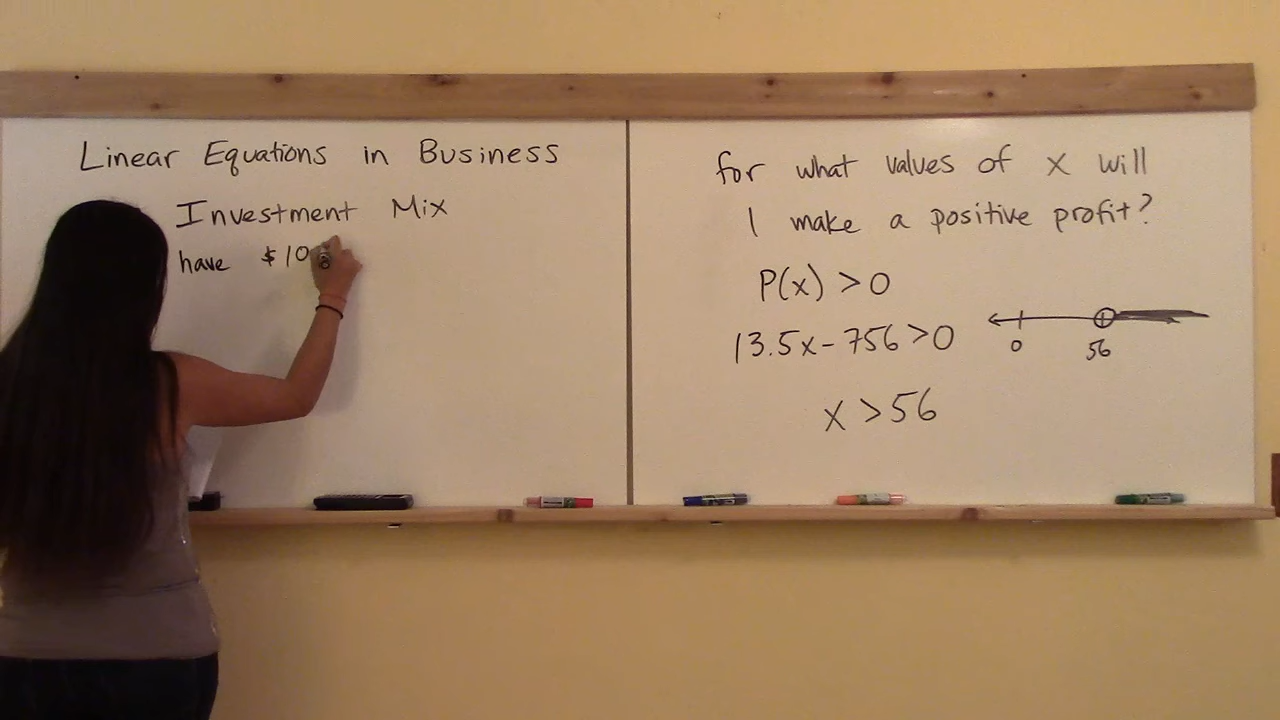 Linear Equations in Business
Investment Mix
have $10
for what values of x will
I make a positive profit?
P(x) > 0
13.5x - 756 > 0
0 56
x > 56